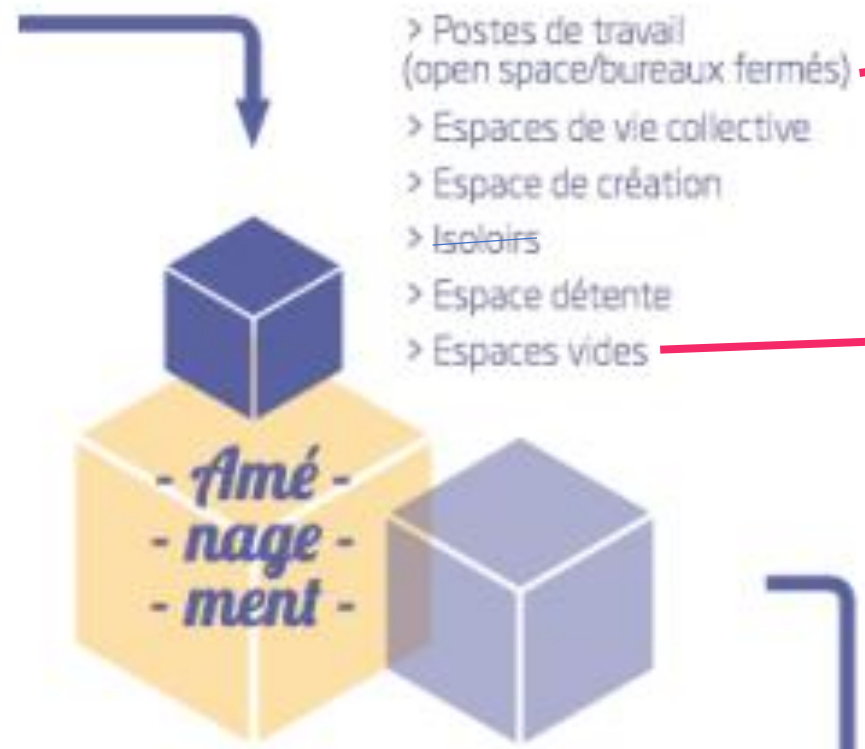 > Postes de travail
(open space/bureaux fermés)
> Espaces de vie collective
> Espace de création
> Isoloirs
> Espace détente
> Espaces vides
- Amé -
- nage -
- ment -